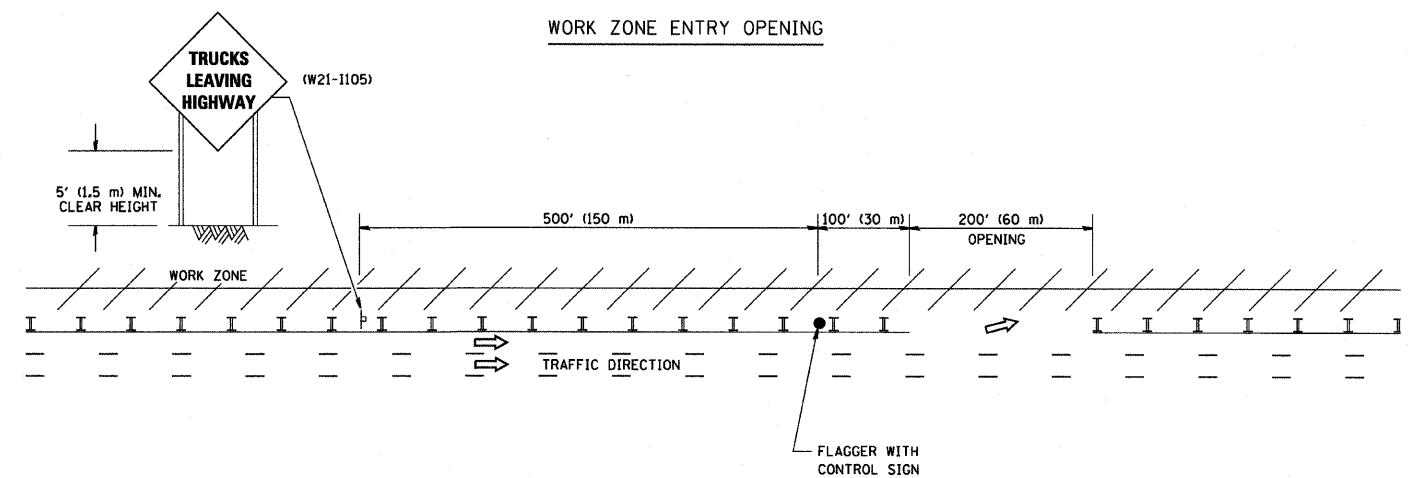 WORK ZONE ENTRY OPENING
TRUCKS
LEAVING
HIGHWAY
(W21-I105)
5' (1.5 m) MIN.
CLEAR HEIGHT
500' (150 m)
100' (30 m)
200' (60 m)
OPENING
WORK ZONE
TRAFFIC DIRECTION
FLAGGER WITH
CONTROL SIGN